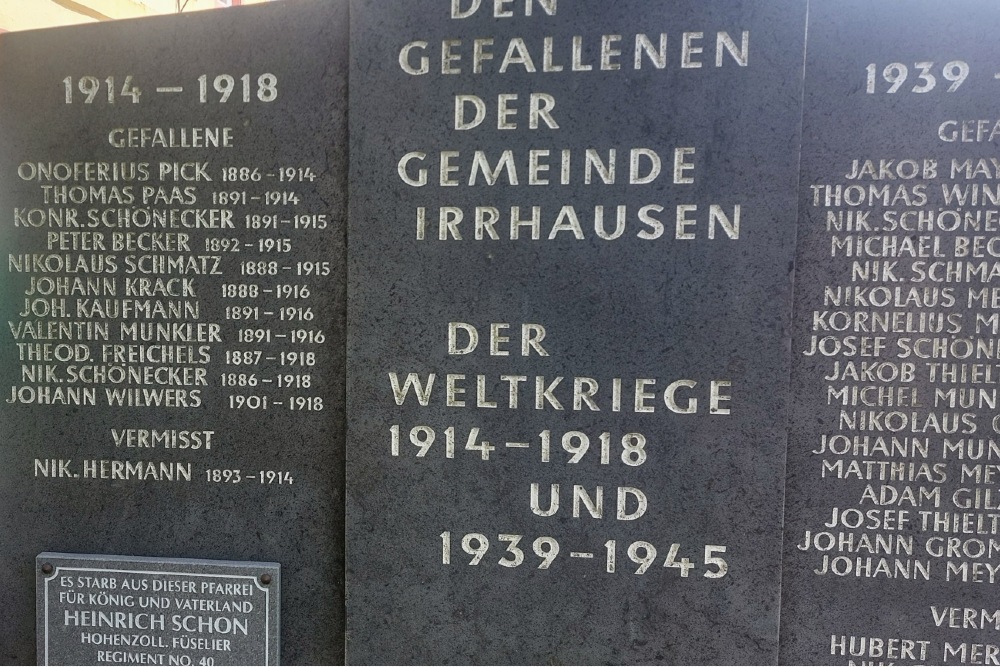 1914 – 1918
GEFALLENE
ONOFERIUS PICK 1886 – 1914
THOMAS PAAS 1891 – 1914
KONR. SCHÖNECKER 1891 – 1915
PETER BECKER 1892 – 1915
NIKOLAUS SCHMATZ 1888 – 1915
JOHANN KRACK 1888 – 1916
JOH. KAUFMANN 1891 – 1916
VALENTIN MUNKLER 1891 – 1916
THEOD. FREICHELS 1887 – 1918
NIK. SCHÖNECKER 1886 – 1918
JOHANN WILWERS 1901 – 1918
VERMISST
NIK. HERMANN 1893 – 1914
ES STARB AUS DIESER PFARREI
FÜR KÖNIG UND VATERLAND
HEINRICH SCHON
HOHENZOLL. FÜSELIER
REGIMENT NO. 40
DEN
GEFALLENEN
DER
GEMEINDE
IRRHAUSEN
DER
WELTKRIEGE
1914 – 1918
UND
1939 – 1945
1939 –
JAKOB
THOMAS
NIK.
MICHAEL
NIK.
NIKOLAUS
KORNELIUS
JOSEF
JAKOB
MICHEL
NIKOLAUS
JOHANN
MATTHIAS
ADAM
JOSEF
JOHANN
JOHANN
HUBERT